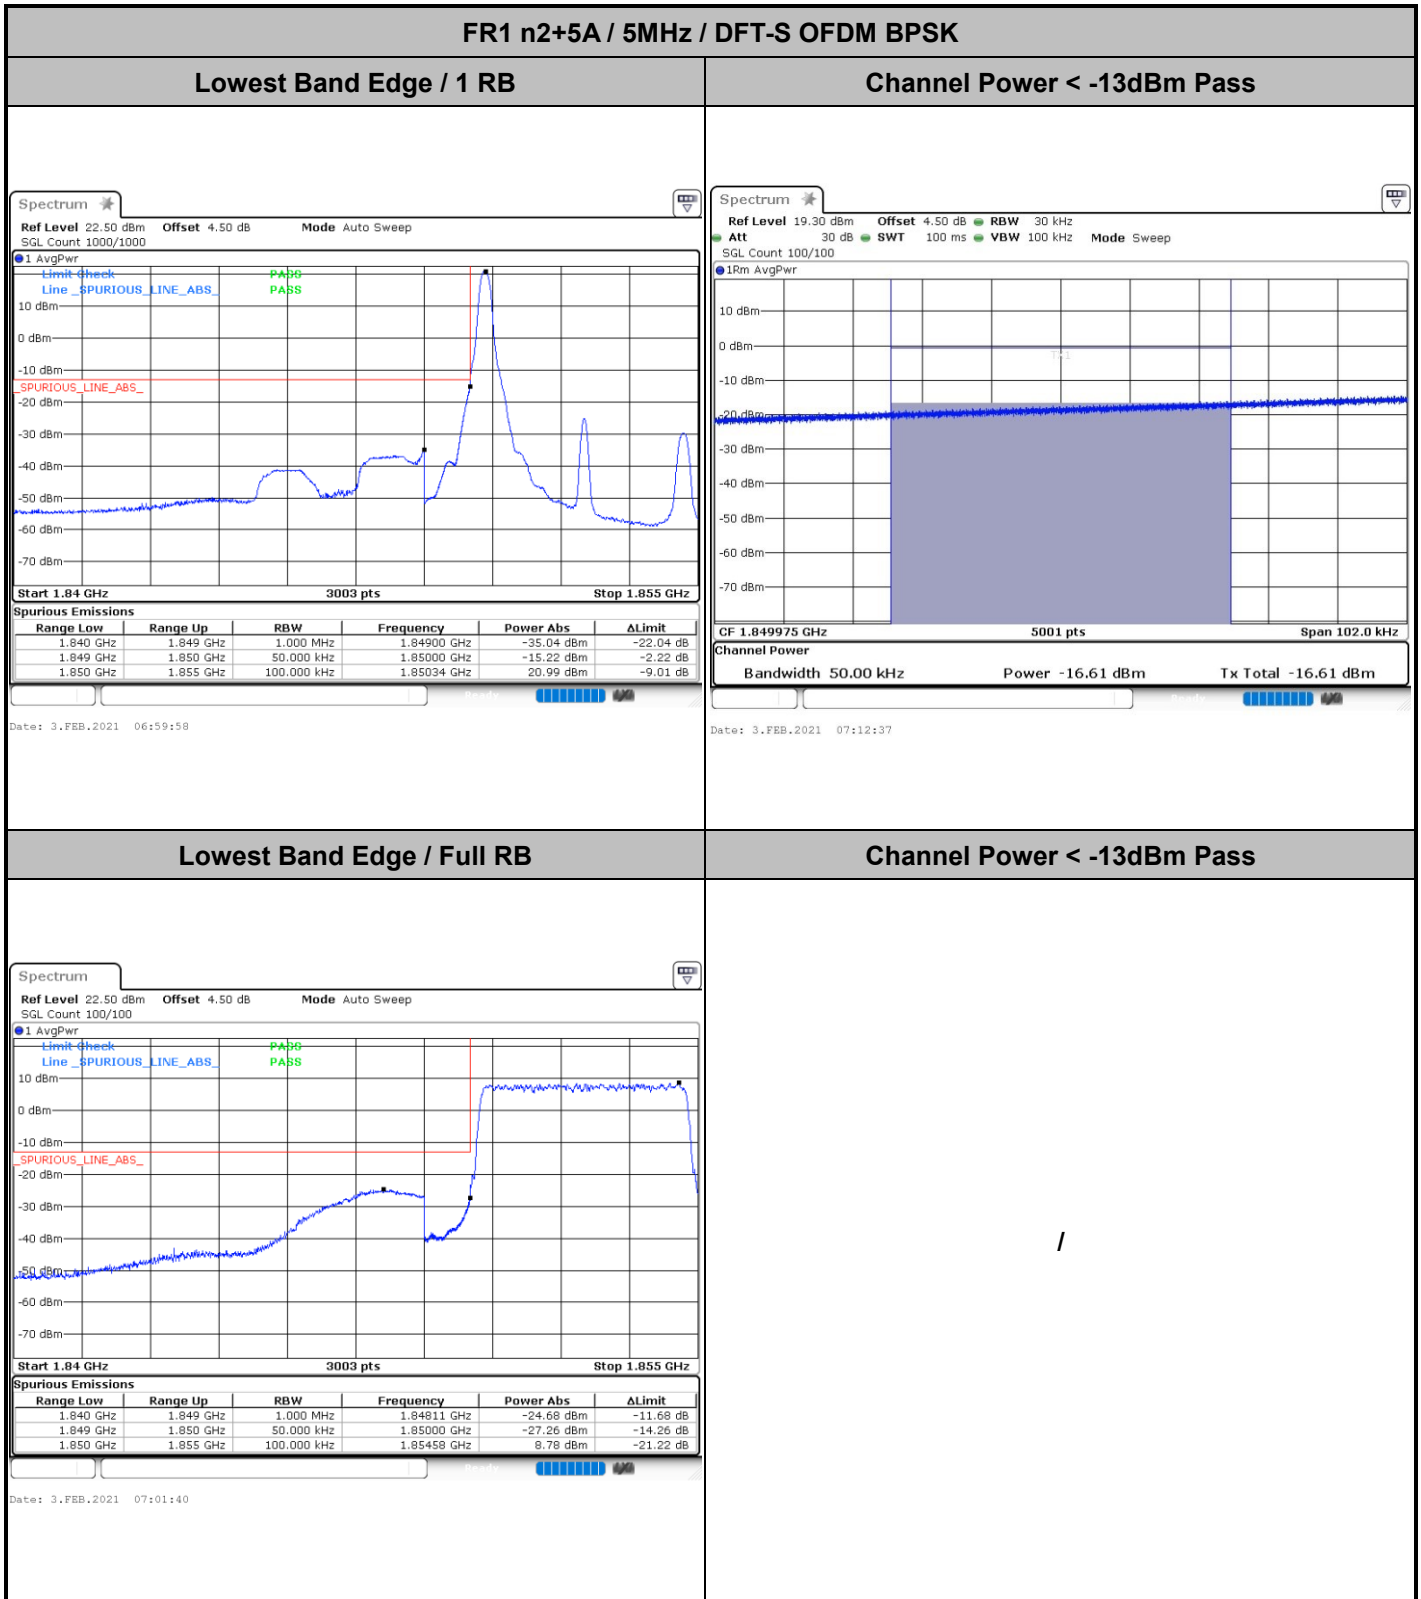 FR1 n2+5A / 5MHz / DFT-S OFDM BPSK
Lowest Band Edge / 1 RB
Channel Power < -13dBm Pass
Spectrum
Ref Level 22.50 dBm Offset 4.50 dB Mode Auto Sweep
SGL Count 1000/1000
1 AvgPwr
Limit Check PASS
Line _SPURIOUS_LINE_ABS_ PASS
10 dBm
0 dBm
-10 dBm
_SPURIOUS_LINE_ABS_
-20 dBm
-30 dBm
-40 dBm
-50 dBm
-60 dBm
-70 dBm
Start 1.84 GHz 3003 pts Stop 1.855 GHz
Spurious Emissions
Range Low Range Up RBW Frequency Power Abs ΔLimit
1.840 GHz 1.849 GHz 1.000 MHz 1.84900 GHz -35.04 dBm -22.04 dB
1.849 GHz 1.850 GHz 50.000 kHz 1.85000 GHz -15.22 dBm -2.22 dB
1.850 GHz 1.855 GHz 100.000 kHz 1.85034 GHz 20.99 dBm -9.01 dB
Ready
Date: 3.FEB.2021 06:59:58
Spectrum
Ref Level 19.30 dBm Offset 4.50 dB RBW 30 kHz
Att 30 dB SWT 100 ms VBW 100 kHz Mode Sweep
SGL Count 100/100
1Rm AvgPwr
10 dBm
0 dBm
Tx1
-10 dBm
-20 dBm
-30 dBm
-40 dBm
-50 dBm
-60 dBm
-70 dBm
CF 1.849975 GHz 5001 pts Span 102.0 kHz
Channel Power
Bandwidth 50.00 kHz Power -16.61 dBm Tx Total -16.61 dBm
Ready
Date: 3.FEB.2021 07:12:37
Lowest Band Edge / Full RB
Channel Power < -13dBm Pass
Spectrum
Ref Level 22.50 dBm Offset 4.50 dB Mode Auto Sweep
SGL Count 100/100
1 AvgPwr
Limit Check PASS
Line _SPURIOUS_LINE_ABS_ PASS
10 dBm
0 dBm
-10 dBm
_SPURIOUS_LINE_ABS_
-20 dBm
-30 dBm
-40 dBm
-50 dBm
-60 dBm
-70 dBm
Start 1.84 GHz 3003 pts Stop 1.855 GHz
Spurious Emissions
Range Low Range Up RBW Frequency Power Abs ΔLimit
1.840 GHz 1.849 GHz 1.000 MHz 1.84811 GHz -24.68 dBm -11.68 dB
1.849 GHz 1.850 GHz 50.000 kHz 1.85000 GHz -27.26 dBm -14.26 dB
1.850 GHz 1.855 GHz 100.000 kHz 1.85458 GHz 8.78 dBm -21.22 dB
Ready
Date: 3.FEB.2021 07:01:40
/